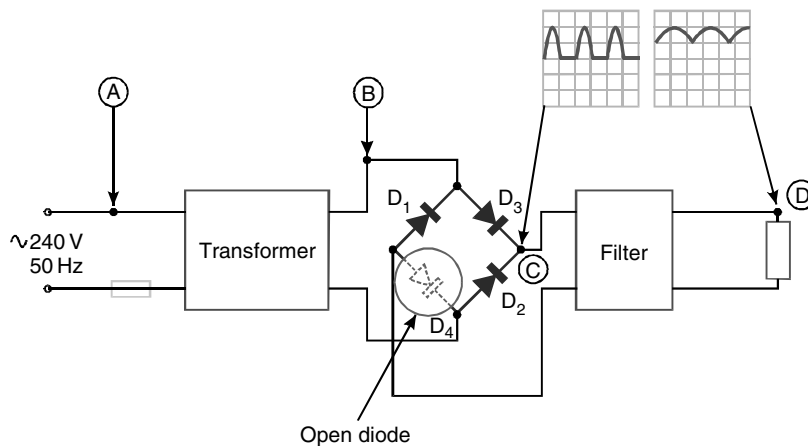 A
B
D₁
D₃
D
∿240 V
50 Hz
Transformer
Filter
C
D₂
D₄
Open diode